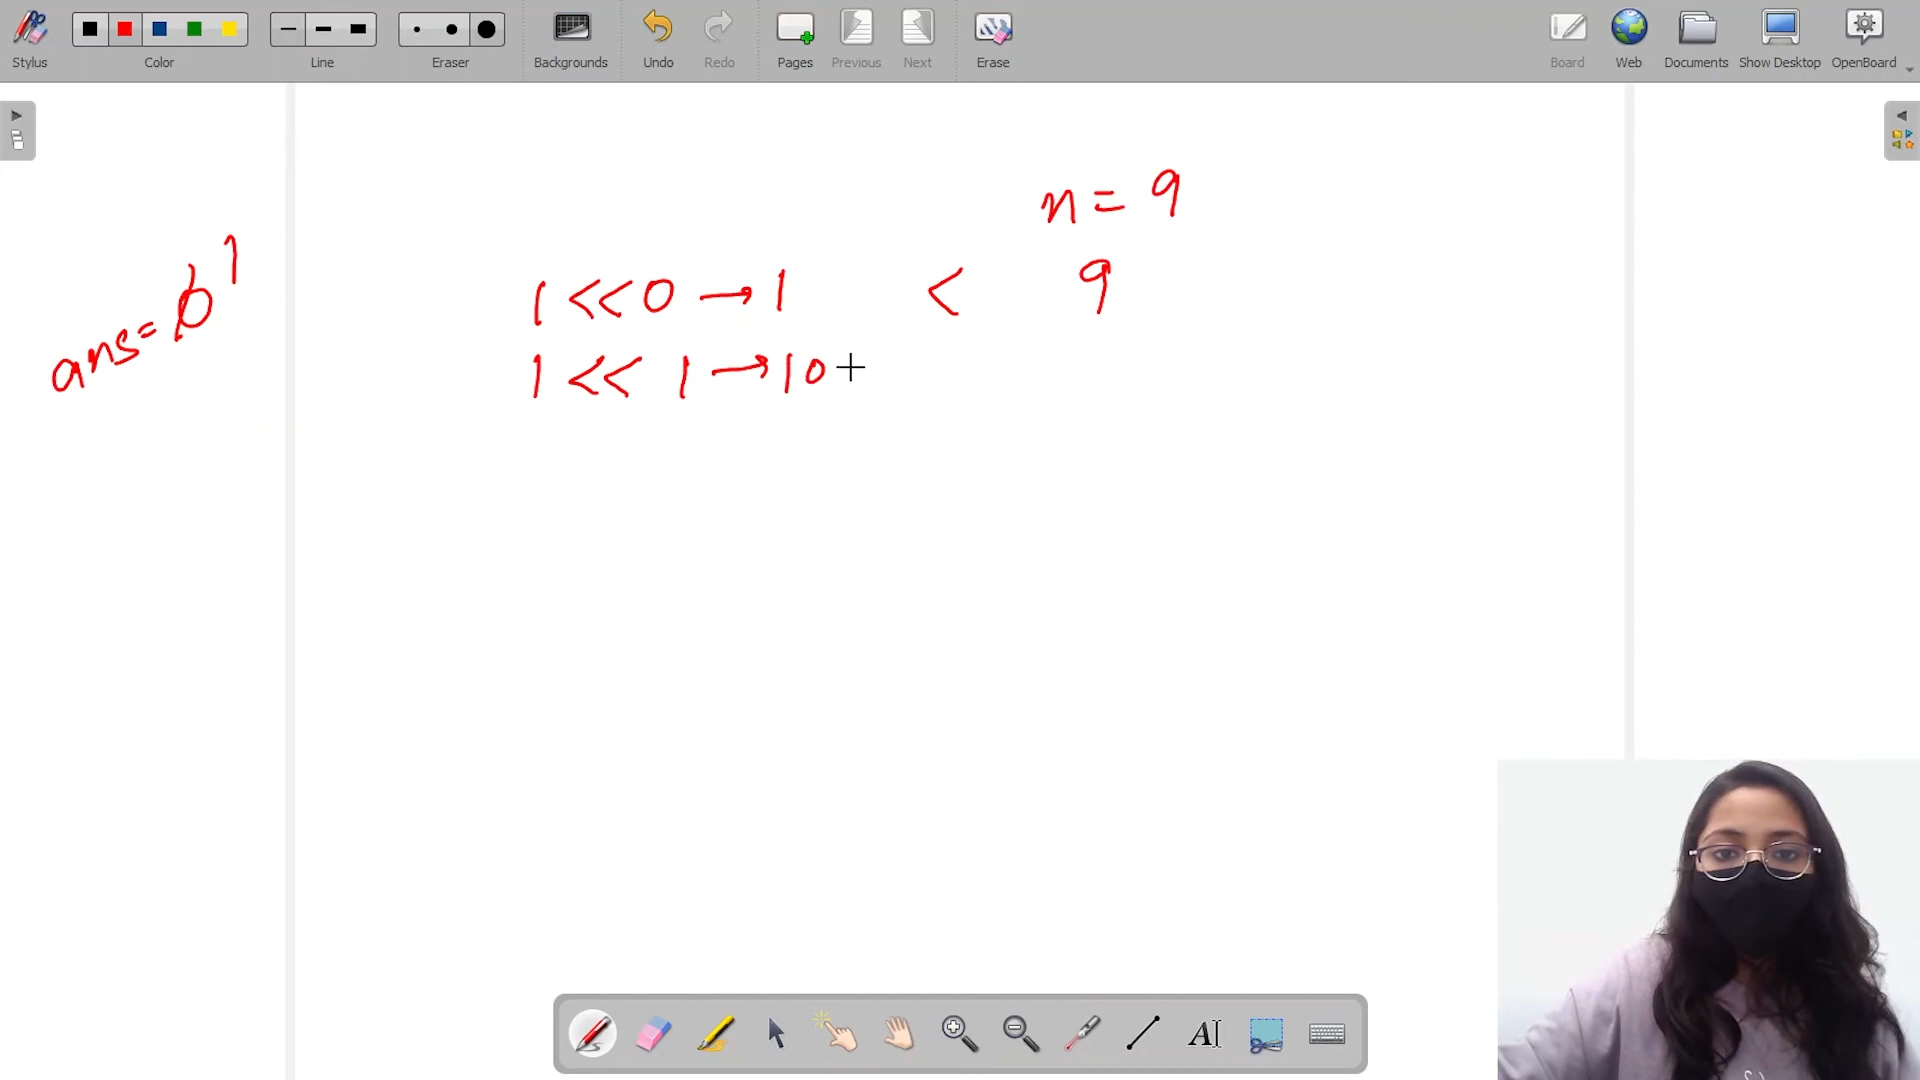 Stylus Color Line Eraser Backgrounds Undo Redo Pages Previous Next Erase Board Web Documents Show Desktop OpenBoard
n = 9
ans = 0 1
1 << 0 → 1 < 9
1 << 1 → 10